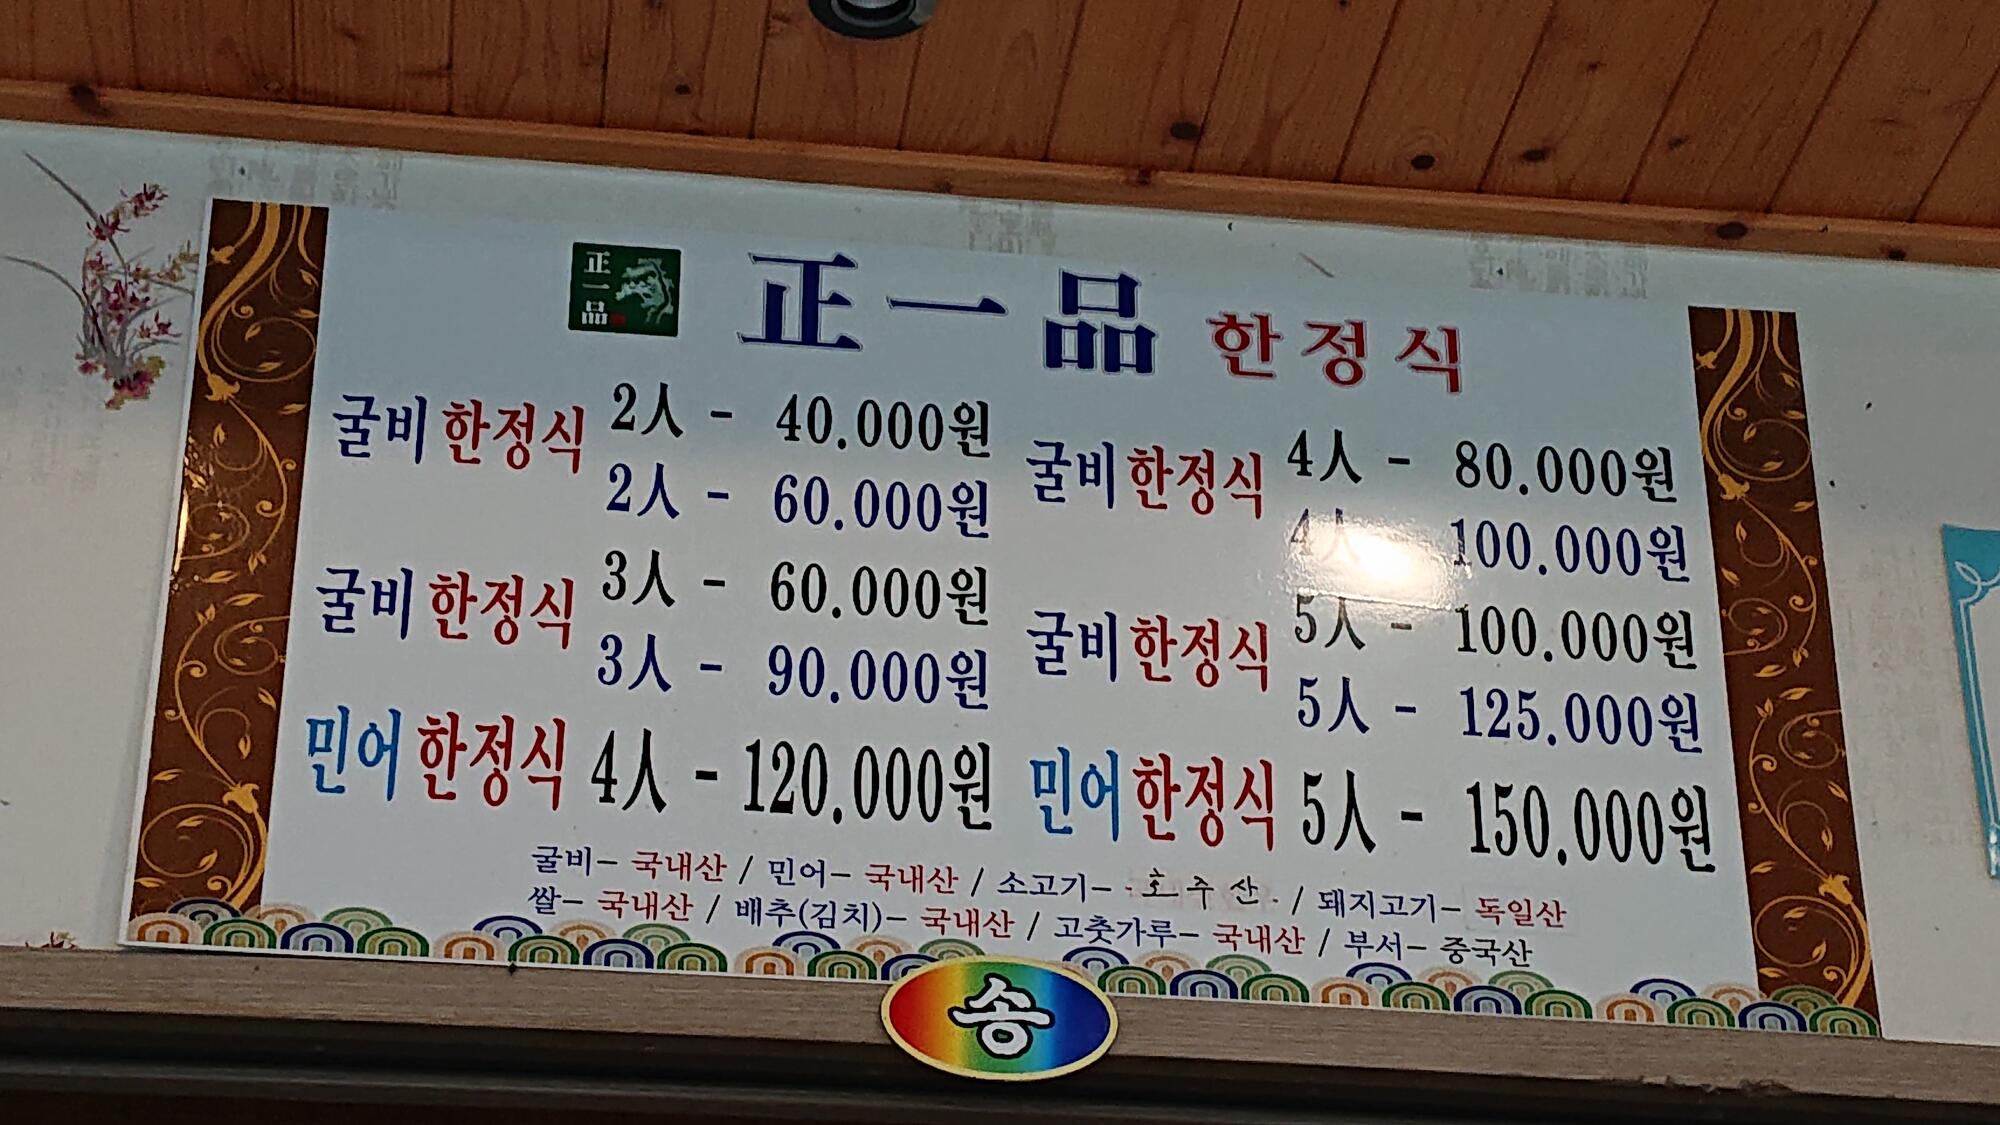 正一品
正一品 한정식
굴비 한정식 2人 - 40.000원
2人 - 60.000원
굴비 한정식 3人 - 60.000원
3人 - 90.000원
민어 한정식 4人 - 120.000원
굴비 한정식 4人 - 80.000원
4人 100.000원
굴비 한정식 5人 - 100.000원
5人 - 125.000원
민어 한정식 5人 - 150.000원
굴비- 국내산 / 민어- 국내산 / 소고기- 호주산 / 돼지고기- 독일산
쌀- 국내산 / 배추(김치)- 국내산 / 고춧가루- 국내산 / 부서- 중국산
송